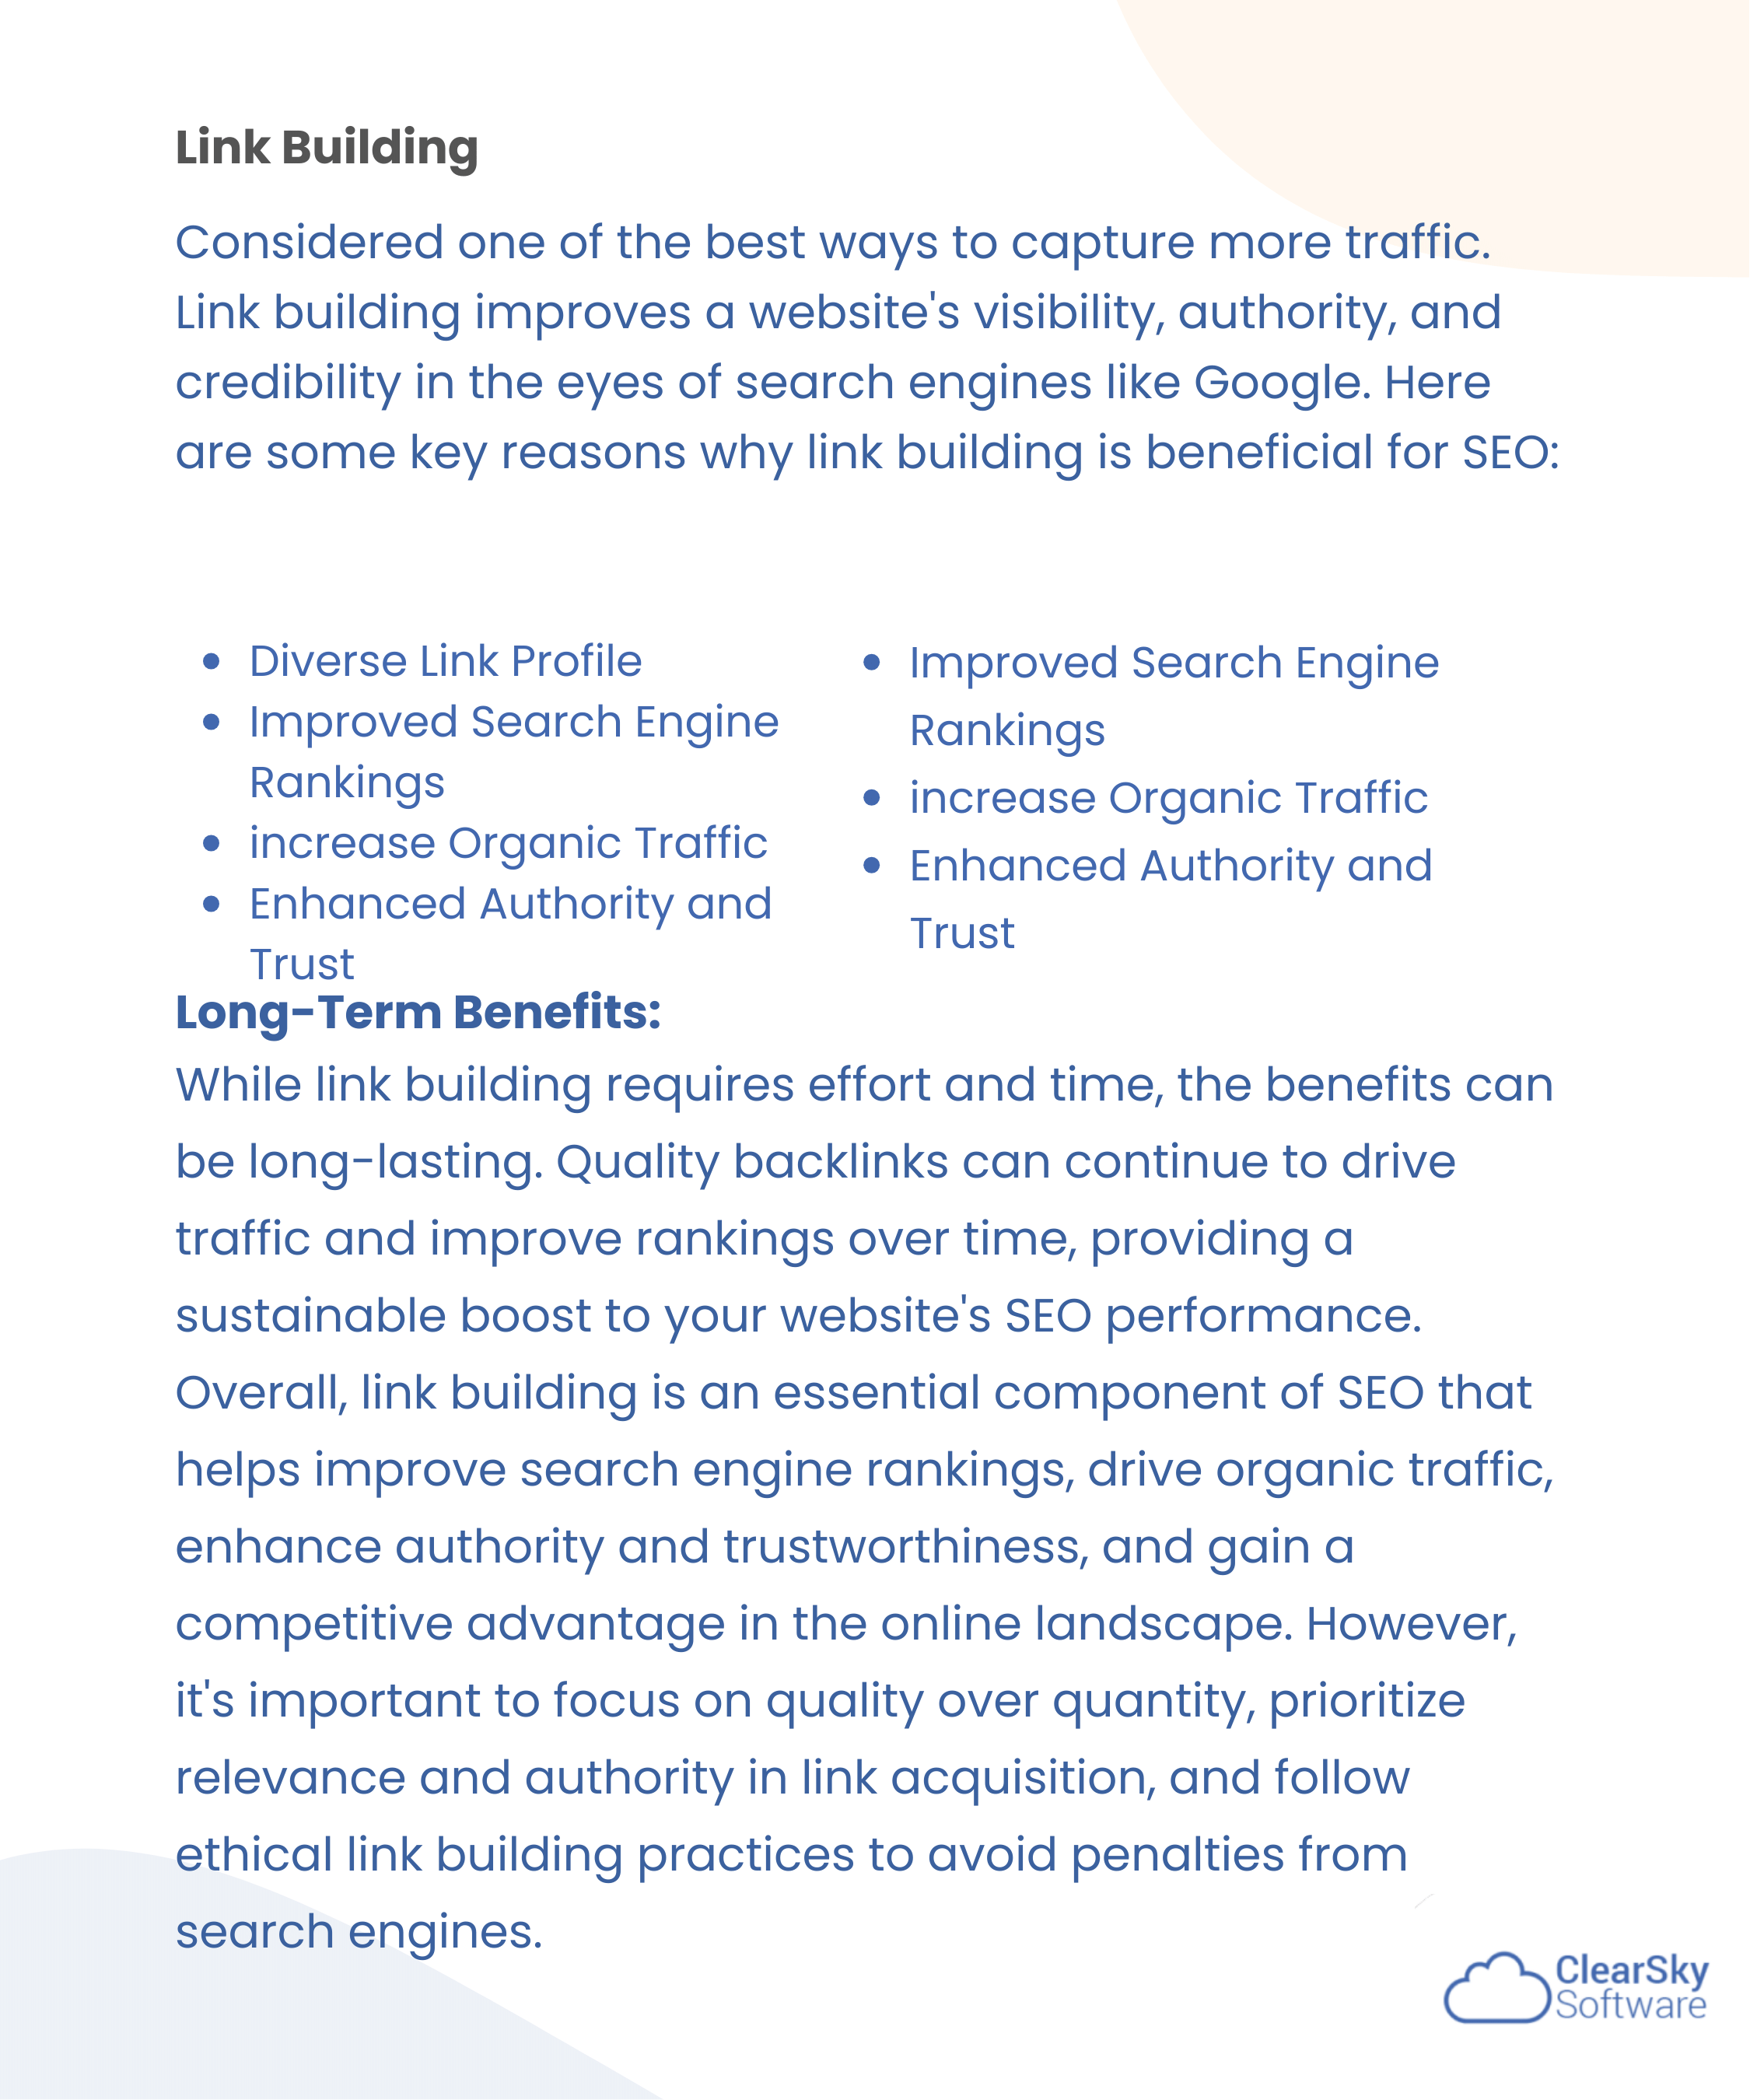 Link Building
Considered one of the best ways to capture more traffic.
Link building improves a website's visibility, authority, and
credibility in the eyes of search engines like Google. Here
are some key reasons why link building is beneficial for SEO:
Diverse Link Profile
Improved Search Engine
Rankings
increase Organic Traffic
Enhanced Authority and
Trust
Improved Search Engine
Rankings
increase Organic Traffic
Enhanced Authority and
Trust
Long-Term Benefits:
While link building requires effort and time, the benefits can
be long-lasting. Quality backlinks can continue to drive
traffic and improve rankings over time, providing a
sustainable boost to your website's SEO performance.
Overall, link building is an essential component of SEO that
helps improve search engine rankings, drive organic traffic,
enhance authority and trustworthiness, and gain a
competitive advantage in the online landscape. However,
it's important to focus on quality over quantity, prioritize
relevance and authority in link acquisition, and follow
ethical link building practices to avoid penalties from
search engines.
ClearSky
Software